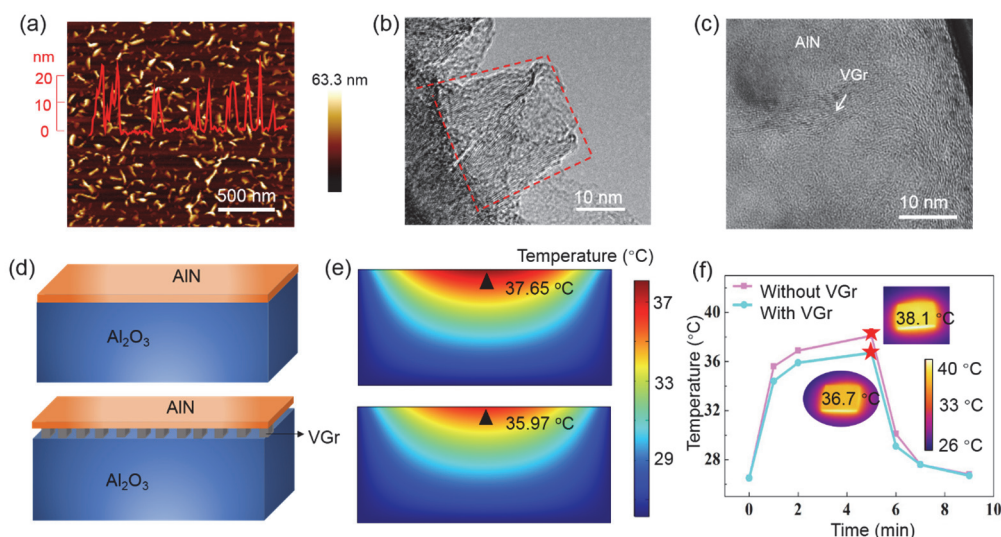 (a)
nm
20
10
0
63.3 nm
500 nm
(b)
10 nm
(c)
AlN
VGr
10 nm
(d)
AlN
Al₂O₃
AlN
VGr
Al₂O₃
(e)
Temperature (°C)
37.65 °C
35.97 °C
37
33
29
(f)
Without VGr
With VGr
38.1 °C
36.7 °C
40 °C
33 °C
26 °C
Temperature (°C)
40
36
32
28
0 2 4 6 8 10
Time (min)